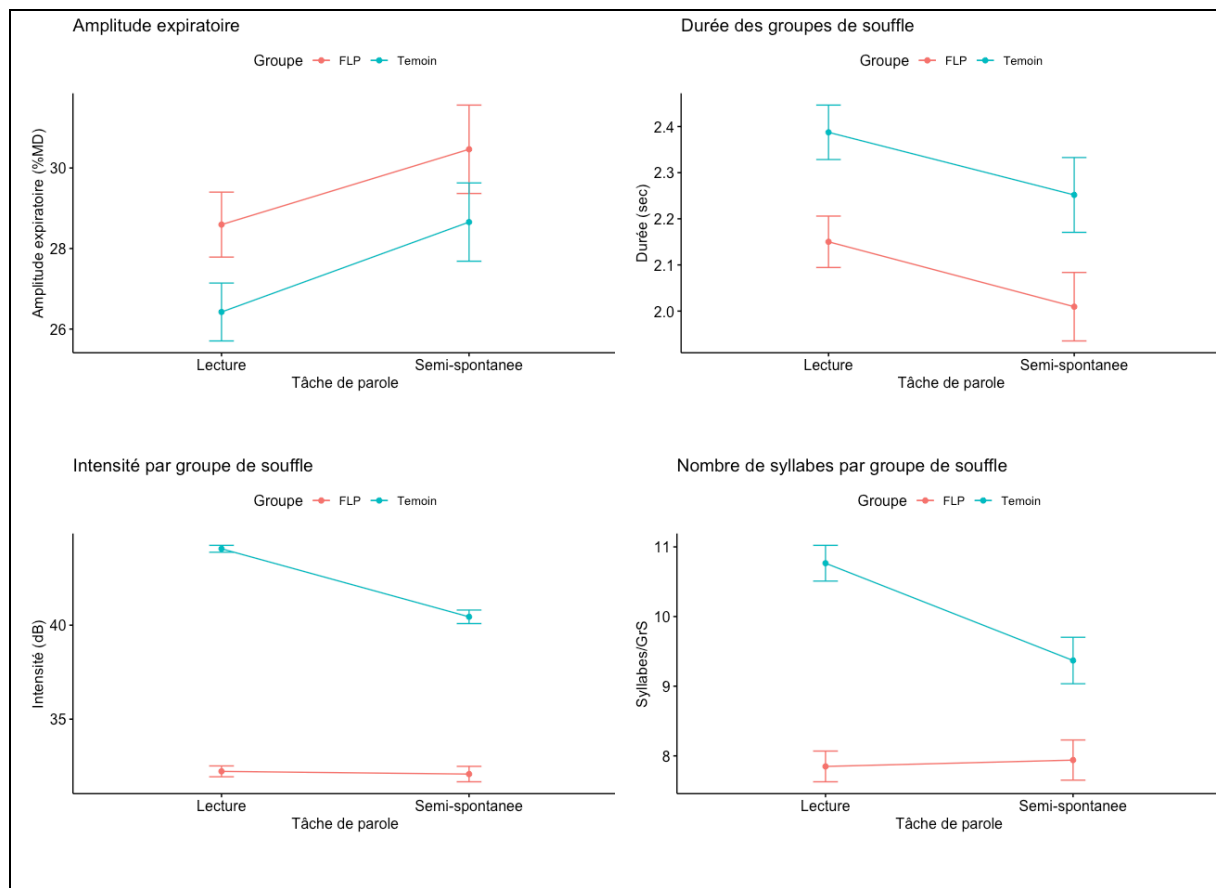 Amplitude expiratoire
Groupe FLP Temoin
Amplitude expiratoire (%MD)
30
28
26
Lecture Semi-spontanee
Tâche de parole
Durée des groupes de souffle
Groupe FLP Temoin
Durée (sec)
2.4
2.3
2.2
2.1
2.0
Lecture Semi-spontanee
Tâche de parole
Intensité par groupe de souffle
Groupe FLP Temoin
Intensité (dB)
40
35
Lecture Semi-spontanee
Tâche de parole
Nombre de syllabes par groupe de souffle
Groupe FLP Temoin
Syllabes/GrS
11
10
9
8
Lecture Semi-spontanee
Tâche de parole